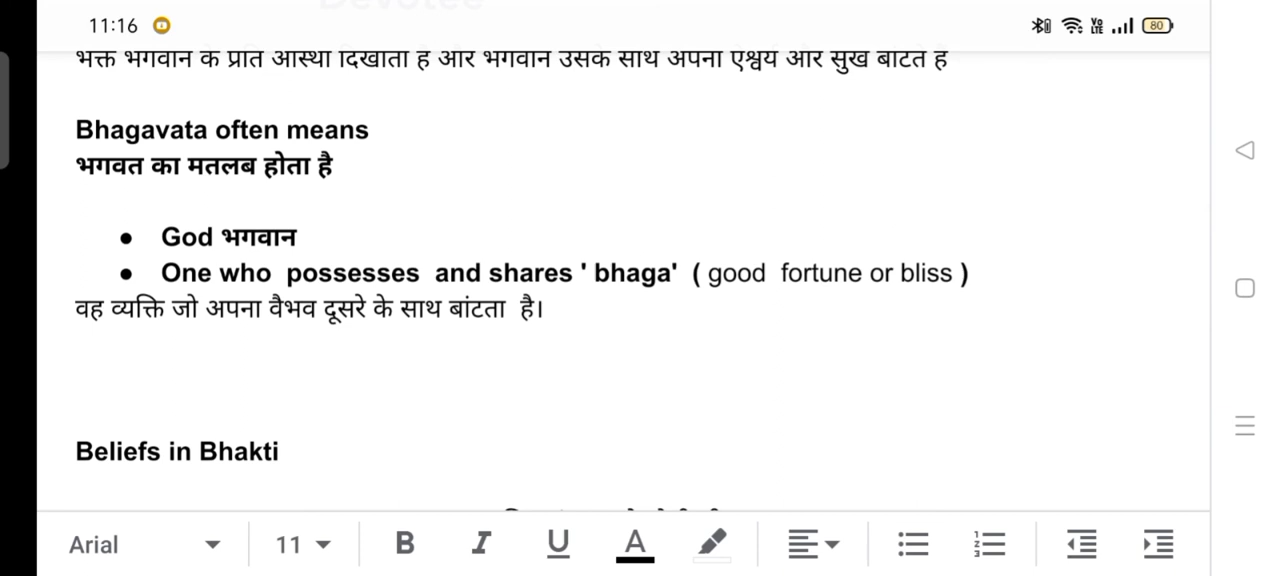 11:16
80
भक्त भगवान के प्रति आस्था दिखाता है और भगवान उसके साथ अपना ऐश्वर्य और सुख बांटते हैं
Bhagavata often means
भगवत का मतलब होता है
● God भगवान
● One who possesses and shares ' bhaga' ( good fortune or bliss )
वह व्यक्ति जो अपना वैभव दूसरे के साथ बांटता है।
Beliefs in Bhakti
Arial 11 B I U A